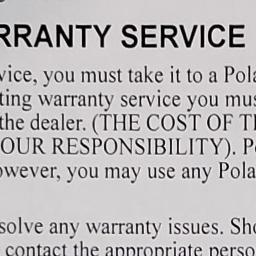 RRANTY SERVICE
vice, you must take it to a Pola
ting warranty service you mus
the dealer. (THE COST OF T
OUR RESPONSIBILITY). P
owever, you may use any Pola
solve any warranty issues. Sho
contact the appropriate perso